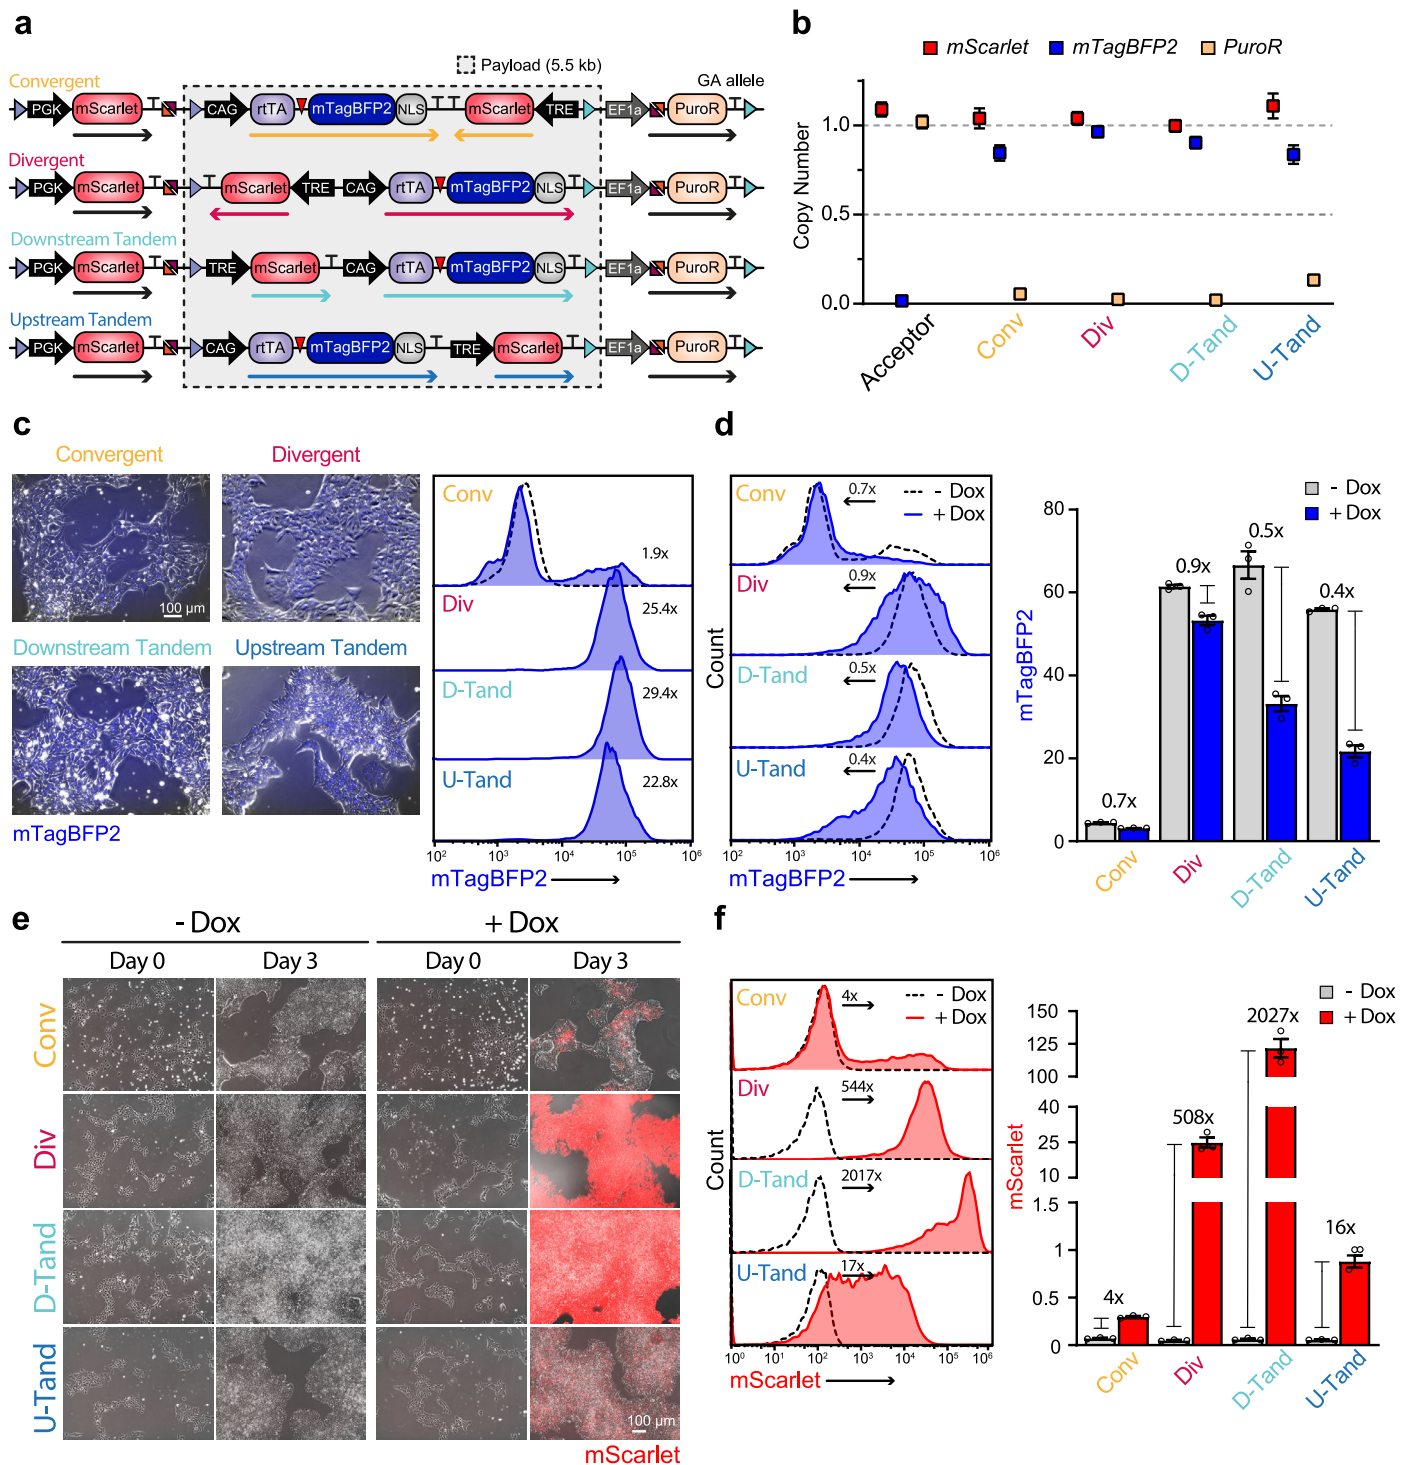 a
Payload (5.5 kb)
GA allele
Convergent
PGK mScarlet CAG rtTA mTagBFP2 NLS mScarlet TRE EF1a PuroR
Divergent
PGK mScarlet mScarlet TRE CAG rtTA mTagBFP2 NLS EF1a PuroR
Downstream Tandem
PGK mScarlet TRE mScarlet CAG rtTA mTagBFP2 NLS EF1a PuroR
Upstream Tandem
PGK mScarlet CAG rtTA mTagBFP2 NLS TRE mScarlet EF1a PuroR
b
mScarlet mTagBFP2 PuroR
Copy Number
1.0
0.5
0.0
Acceptor Conv Div D-Tand U-Tand
c
Convergent Divergent
100 µm
Downstream Tandem Upstream Tandem
mTagBFP2
Conv
1.9x
Div
25.4x
D-Tand
29.4x
U-Tand
22.8x
10² 10³ 10⁴ 10⁵ 10⁶
mTagBFP2
d
Count
Conv
0.7x
- Dox
+ Dox
Div
0.9x
D-Tand
0.5x
U-Tand
0.4x
10² 10³ 10⁴ 10⁵ 10⁶
mTagBFP2
- Dox
+ Dox
mTagBFP2
80
60
40
20
0
0.7x
0.9x
0.5x
0.4x
Conv Div D-Tand U-Tand
e
- Dox + Dox
Day 0 Day 3 Day 0 Day 3
Conv
Div
D-Tand
U-Tand
100 µm
mScarlet
f
Count
Conv
4x
- Dox
+ Dox
Div
544x
D-Tand
2017x
U-Tand
17x
10⁰ 10¹ 10² 10³ 10⁴ 10⁵ 10⁶
mScarlet
- Dox
+ Dox
mScarlet
150
125
100
40
25
10
1.5
1
0.5
0
4x
508x
2027x
16x
Conv Div D-Tand U-Tand